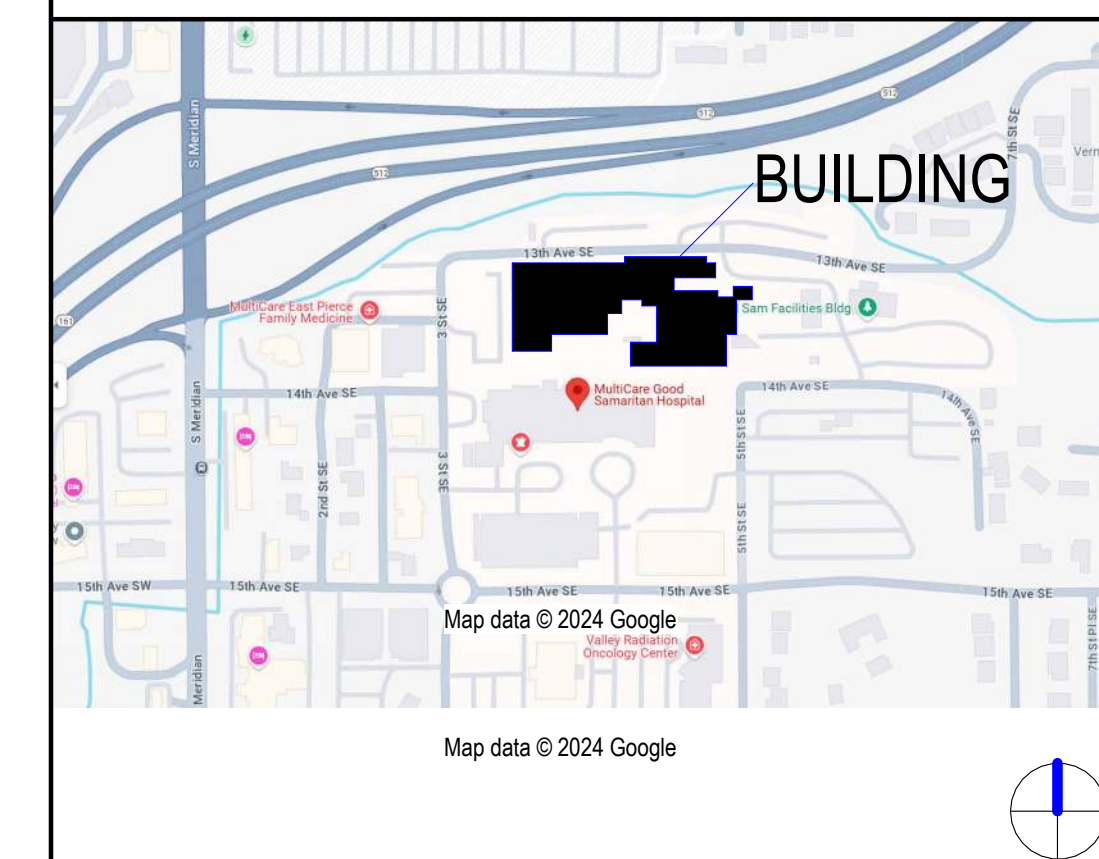 S Meridian
512
512
512
7th St SE
Vern
BUILDING
13th Ave SE
13th Ave SE
MultiCare East Pierce
Family Medicine
3 St SE
Sam Facilities Bldg
161
S Meridian
14th Ave SE
MultiCare Good
Samaritan Hospital
14th Ave SE
14th Ave SE
2nd St SE
3 St SE
5th St SE
5th St SE
15th Ave SW
15th Ave SE
15th Ave SE
15th Ave SE
15th Ave SE
Map data © 2024 Google
Valley Radiation
Oncology Center
Meridian
7th St Pl SE
Map data © 2024 Google